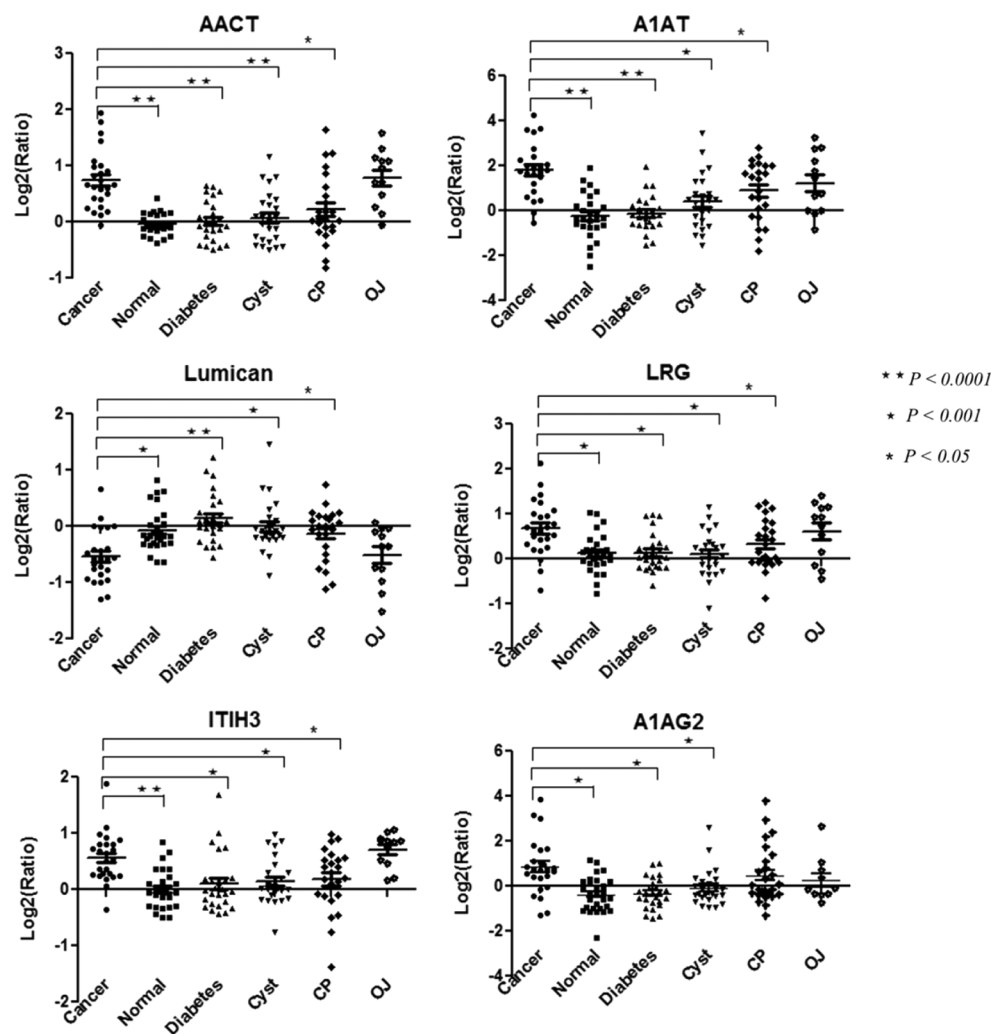 AACT
* 
★ ★
★ ★
★ ★
3
2
1
0
-1
Log2(Ratio)
Cancer
Normal
Diabetes
Cyst
CP
OJ
A1AT
*
★
★ ★
★ ★
6
4
2
0
-2
-4
Log2(Ratio)
Cancer
Normal
Diabetes
Cyst
CP
OJ
Lumican
*
★
★ ★
★
2
1
0
-1
-2
Log2(Ratio)
Cancer
Normal
Diabetes
Cyst
CP
OJ
LRG
*
★
★
★
3
2
1
0
-1
-2
Log2(Ratio)
Cancer
Normal
Diabetes
Cyst
CP
OJ
★ ★ P < 0.0001
★ P < 0.001
* P < 0.05
ITIH3
*
★
★
★ ★
2
1
0
-1
-2
Log2(Ratio)
Cancer
Normal
Diabetes
Cyst
CP
OJ
A1AG2
★
★
★
6
4
2
0
-2
-4
Log2(Ratio)
Cancer
Normal
Diabetes
Cyst
CP
OJ